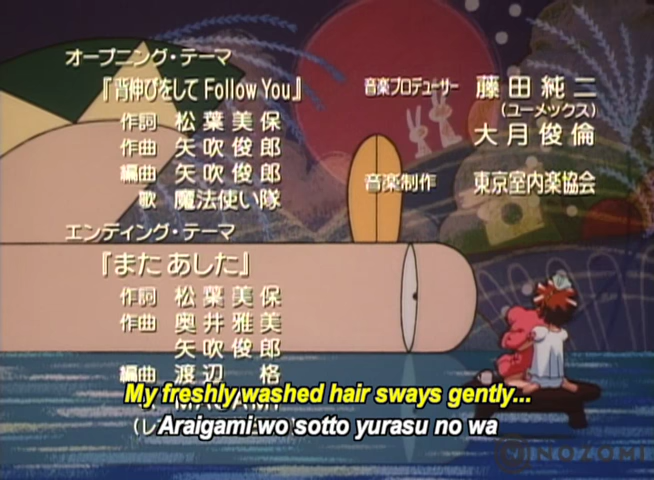 オープニング・テーマ
『背伸びをして Follow You』
作詞 松葉美保
作曲 矢吹俊郎
編曲 矢吹俊郎
歌 魔法使い隊
エンディング・テーマ
『また あした』
作詞 松葉美保
作曲 奥井雅美
矢吹俊郎
編曲 渡辺 格
音楽プロデューサー 藤田純二
(ユーメックス)
大月俊倫
音楽制作 東京室内楽協会
My freshly washed hair sways gently...
Araigami wo sotto yurasu no wa
NOZOMI